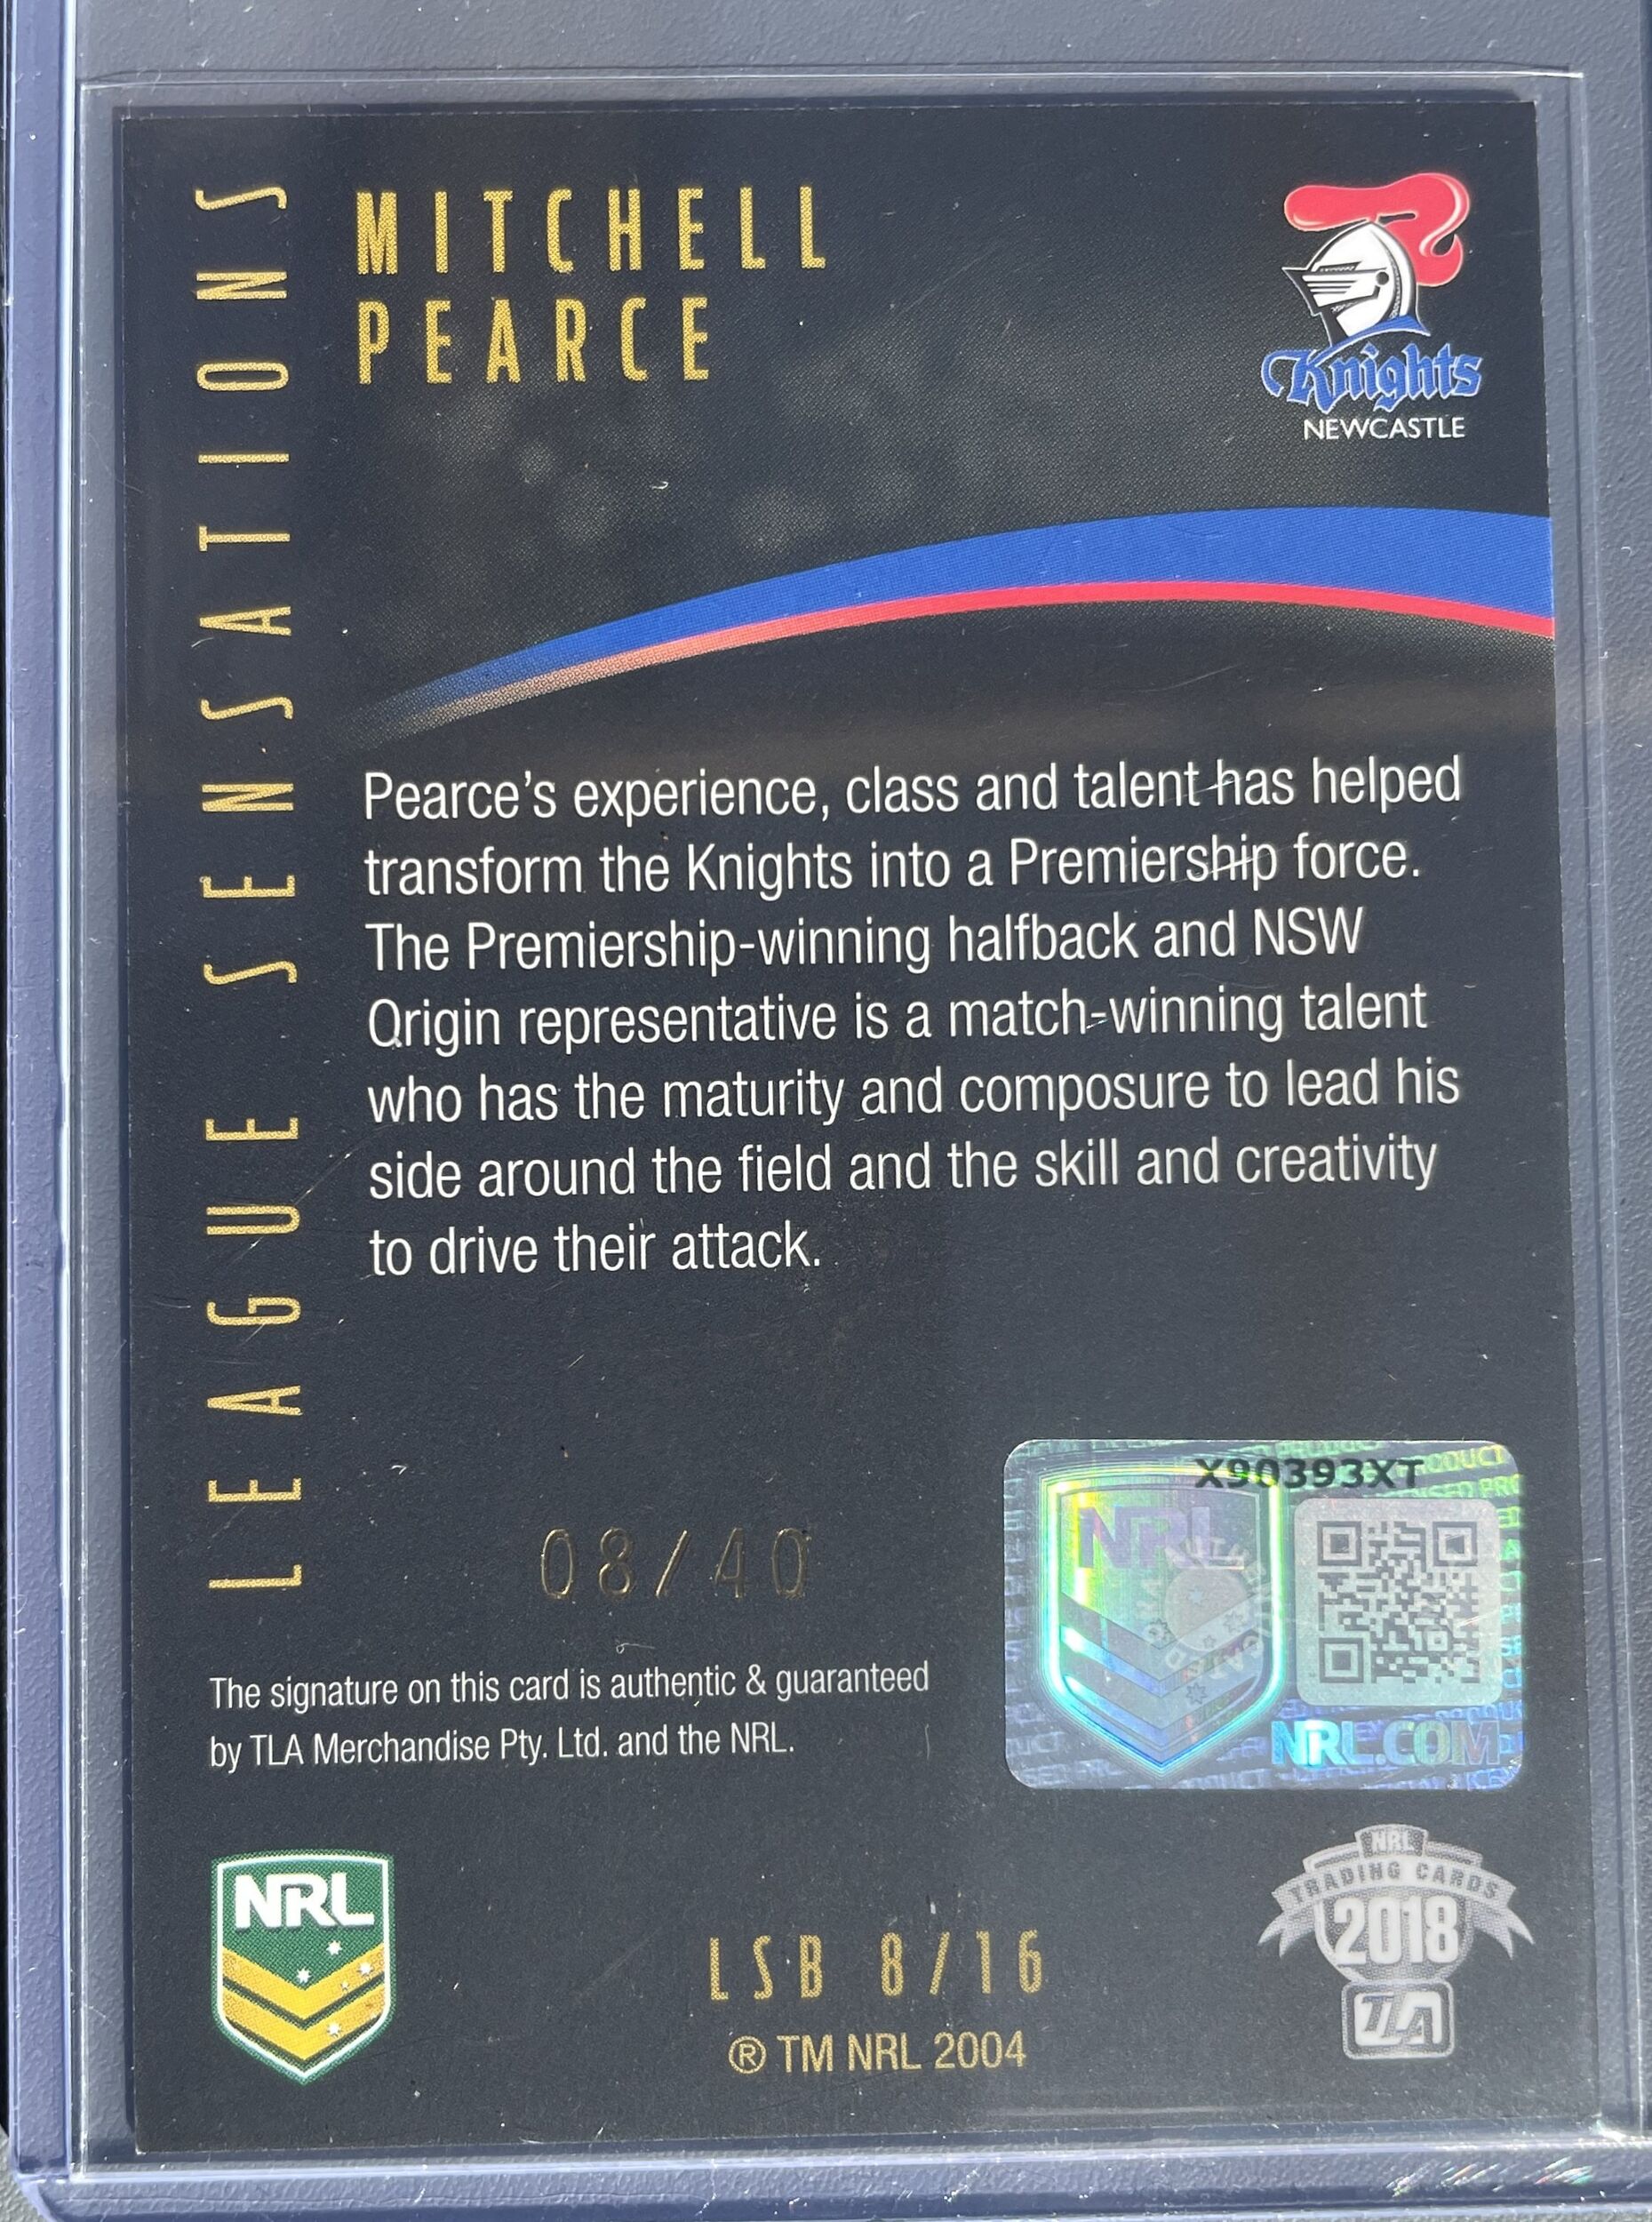 LEAGUE SENSATIONS
MITCHELL
PEARCE
Knights
NEWCASTLE
Pearce's experience, class and talent has helped
transform the Knights into a Premiership force.
The Premiership-winning halfback and NSW
Origin representative is a match-winning talent
who has the maturity and composure to lead his
side around the field and the skill and creativity
to drive their attack.
X90393XT
NRL
NRL.COM
08/40
The signature on this card is authentic & guaranteed
by TLA Merchandise Pty. Ltd. and the NRL.
NRL
LSB 8/16
® TM NRL 2004
NRL
TRADING CARDS
2018
TLA